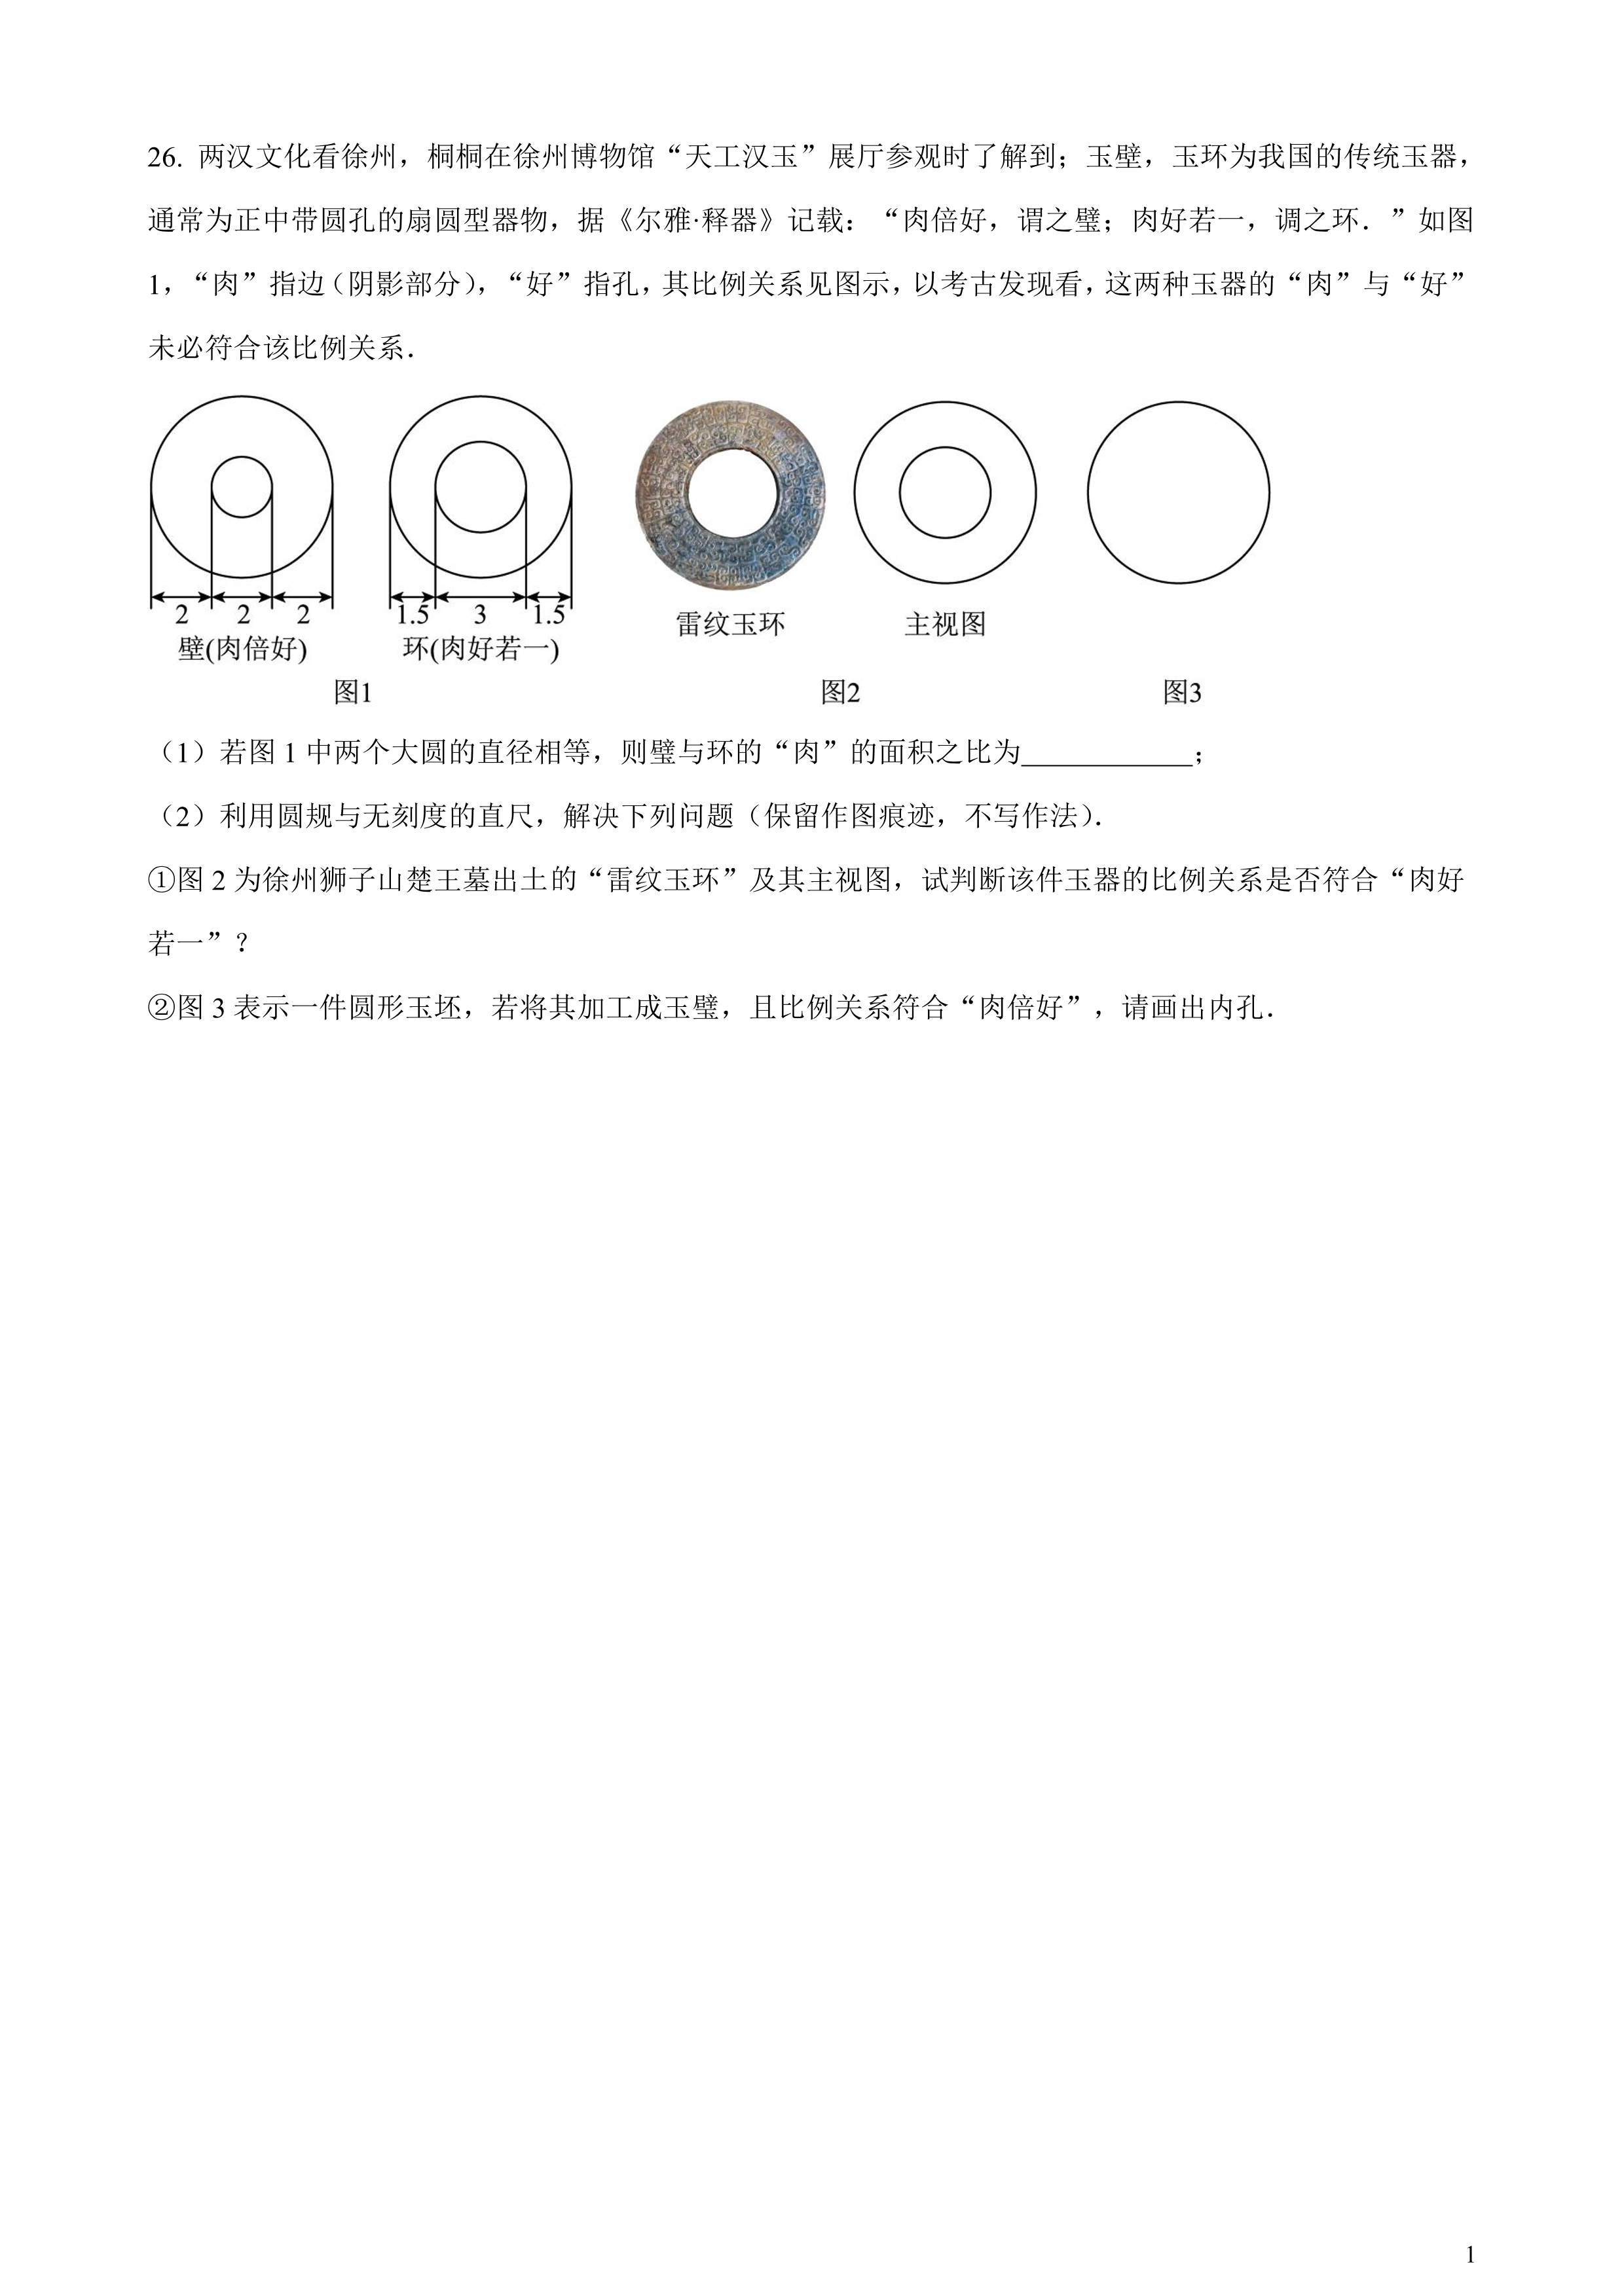 26. 两汉文化看徐州，桐桐在徐州博物馆“天工汉玉”展厅参观时了解到；玉壁，玉环为我国的传统玉器，
通常为正中带圆孔的扇圆型器物，据《尔雅·释器》记载：“肉倍好，谓之璧；肉好若一，调之环．”如图
1，“肉”指边（阴影部分），“好”指孔，其比例关系见图示，以考古发现看，这两种玉器的“肉”与“好”
未必符合该比例关系．
2 2 2 1.5 3 1.5
壁(肉倍好) 环(肉好若一) 雷纹玉环 主视图
图1 图2 图3
（1）若图 1 中两个大圆的直径相等，则璧与环的“肉”的面积之比为____________；
（2）利用圆规与无刻度的直尺，解决下列问题（保留作图痕迹，不写作法）．
①图 2 为徐州狮子山楚王墓出土的“雷纹玉环”及其主视图，试判断该件玉器的比例关系是否符合“肉好
若一”？
②图 3 表示一件圆形玉坯，若将其加工成玉璧，且比例关系符合“肉倍好”，请画出内孔．
1